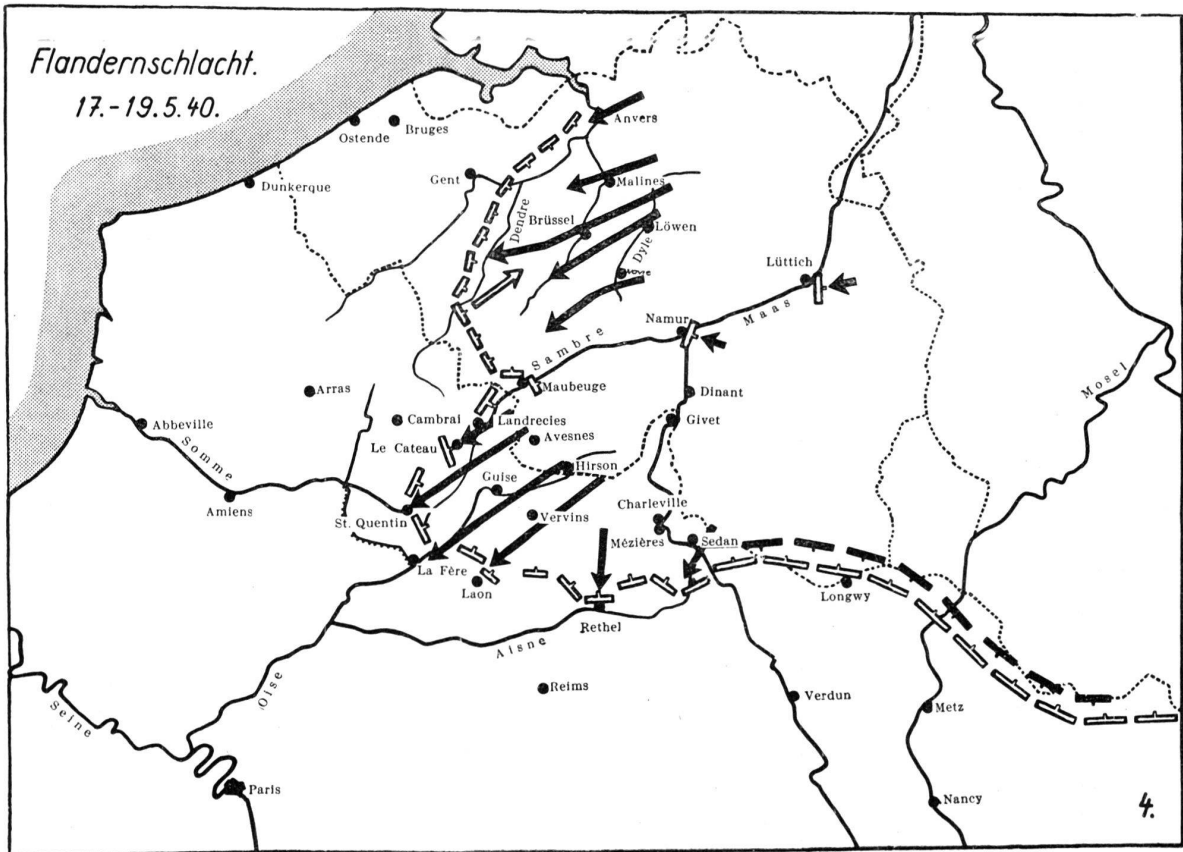 Flandernschlacht.
17.-19.5.40.
Ostende
Bruges
Anvers
Dunkerque
Gent
Malines
Dendre
Brüssel
Löwen
Dyle
Lüttich
Namur
Maas
Sambre
Maubeuge
Dinant
Mosel
Arras
Cambrai
Landrecies
Givet
Abbeville
Le Cateau
Avesnes
Somme
Guise
Hirson
Amiens
St. Quentin
Vervins
Charleville
Mézières
Sedan
La Fère
Laon
Longwy
Rethel
Aisne
Reims
Oise
Verdun
Metz
Seine
Paris
Nancy
4.